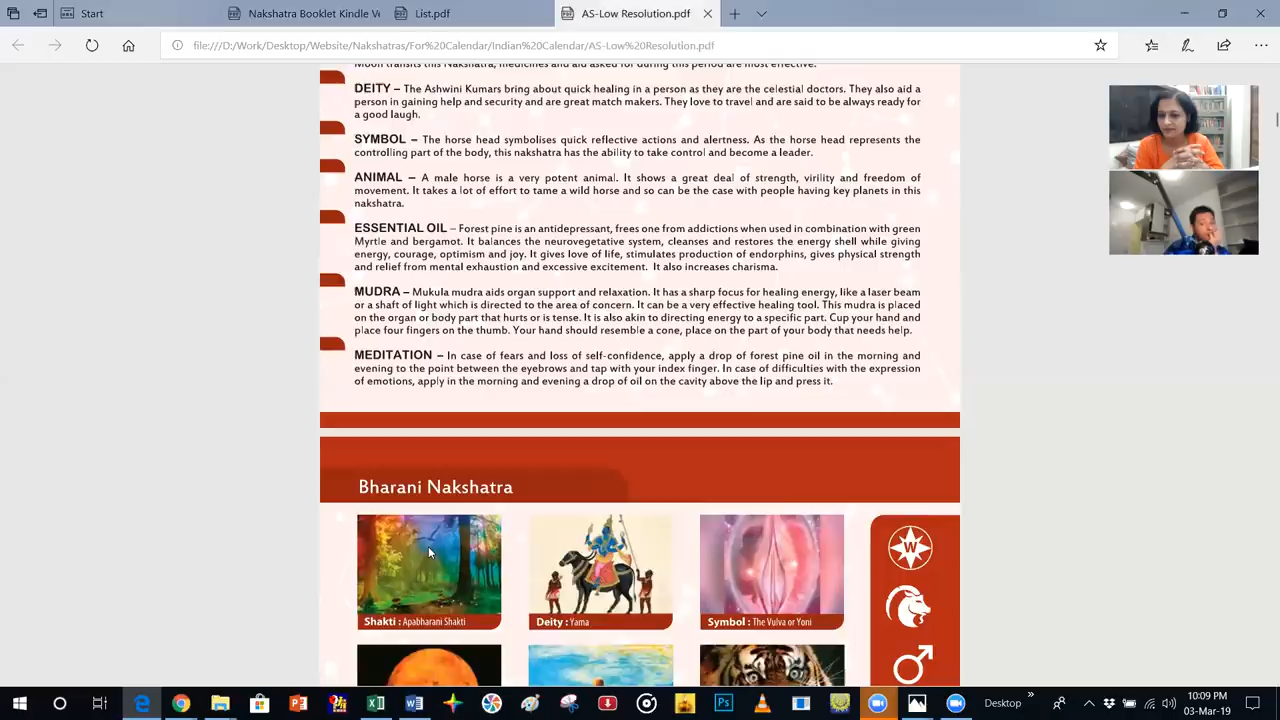 AS-Low Resolution.pdf
AS-Low Resolution.pdf
file:///D:/Work/Desktop/Website/Nakshatras/For%20Calendar/Indian%20Calendar/AS-Low%20Resolution.pdf
Moon transits this Nakshatra, medicines and aid asked for during this period are most effective.
DEITY – The Ashwini Kumars bring about quick healing in a person as they are the celestial doctors. They also aid a
person in gaining help and security and are great match makers. They love to travel and are said to be always ready for
a good laugh.
SYMBOL – The horse head symbolises quick reflective actions and alertness. As the horse head represents the
controlling part of the body, this nakshatra has the ability to take control and become a leader.
ANIMAL – A male horse is a very potent animal. It shows a great deal of strength, virility and freedom of
movement. It takes a lot of effort to tame a wild horse and so can be the case with people having key planets in this
nakshatra.
ESSENTIAL OIL – Forest pine is an antidepressant, frees one from addictions when used in combination with green
Myrtle and bergamot. It balances the neurovegetative system, cleanses and restores the energy shell while giving
energy, courage, optimism and joy. It gives love of life, stimulates production of endorphins, gives physical strength
and relief from mental exhaustion and excessive excitement. It also increases charisma.
MUDRA – Mukula mudra aids organ support and relaxation. It has a sharp focus for healing energy, like a laser beam
or a shaft of light which is directed to the area of concern. It can be a very effective healing tool. This mudra is placed
on the organ or body part that hurts or is tense. It is also akin to directing energy to a specific part. Cup your hand and
place four fingers on the thumb. Your hand should resemble a cone, place on the part of your body that needs help.
MEDITATION – In case of fears and loss of self-confidence, apply a drop of forest pine oil in the morning and
evening to the point between the eyebrows and tap with your index finger. In case of difficulties with the expression
of emotions, apply in the morning and evening a drop of oil on the cavity above the lip and press it.
Bharani Nakshatra
W
Shakti : Apabharani Shakti
Deity : Yama
Symbol : The Vulva or Yoni
Desktop
10:09 PM
03-Mar-19